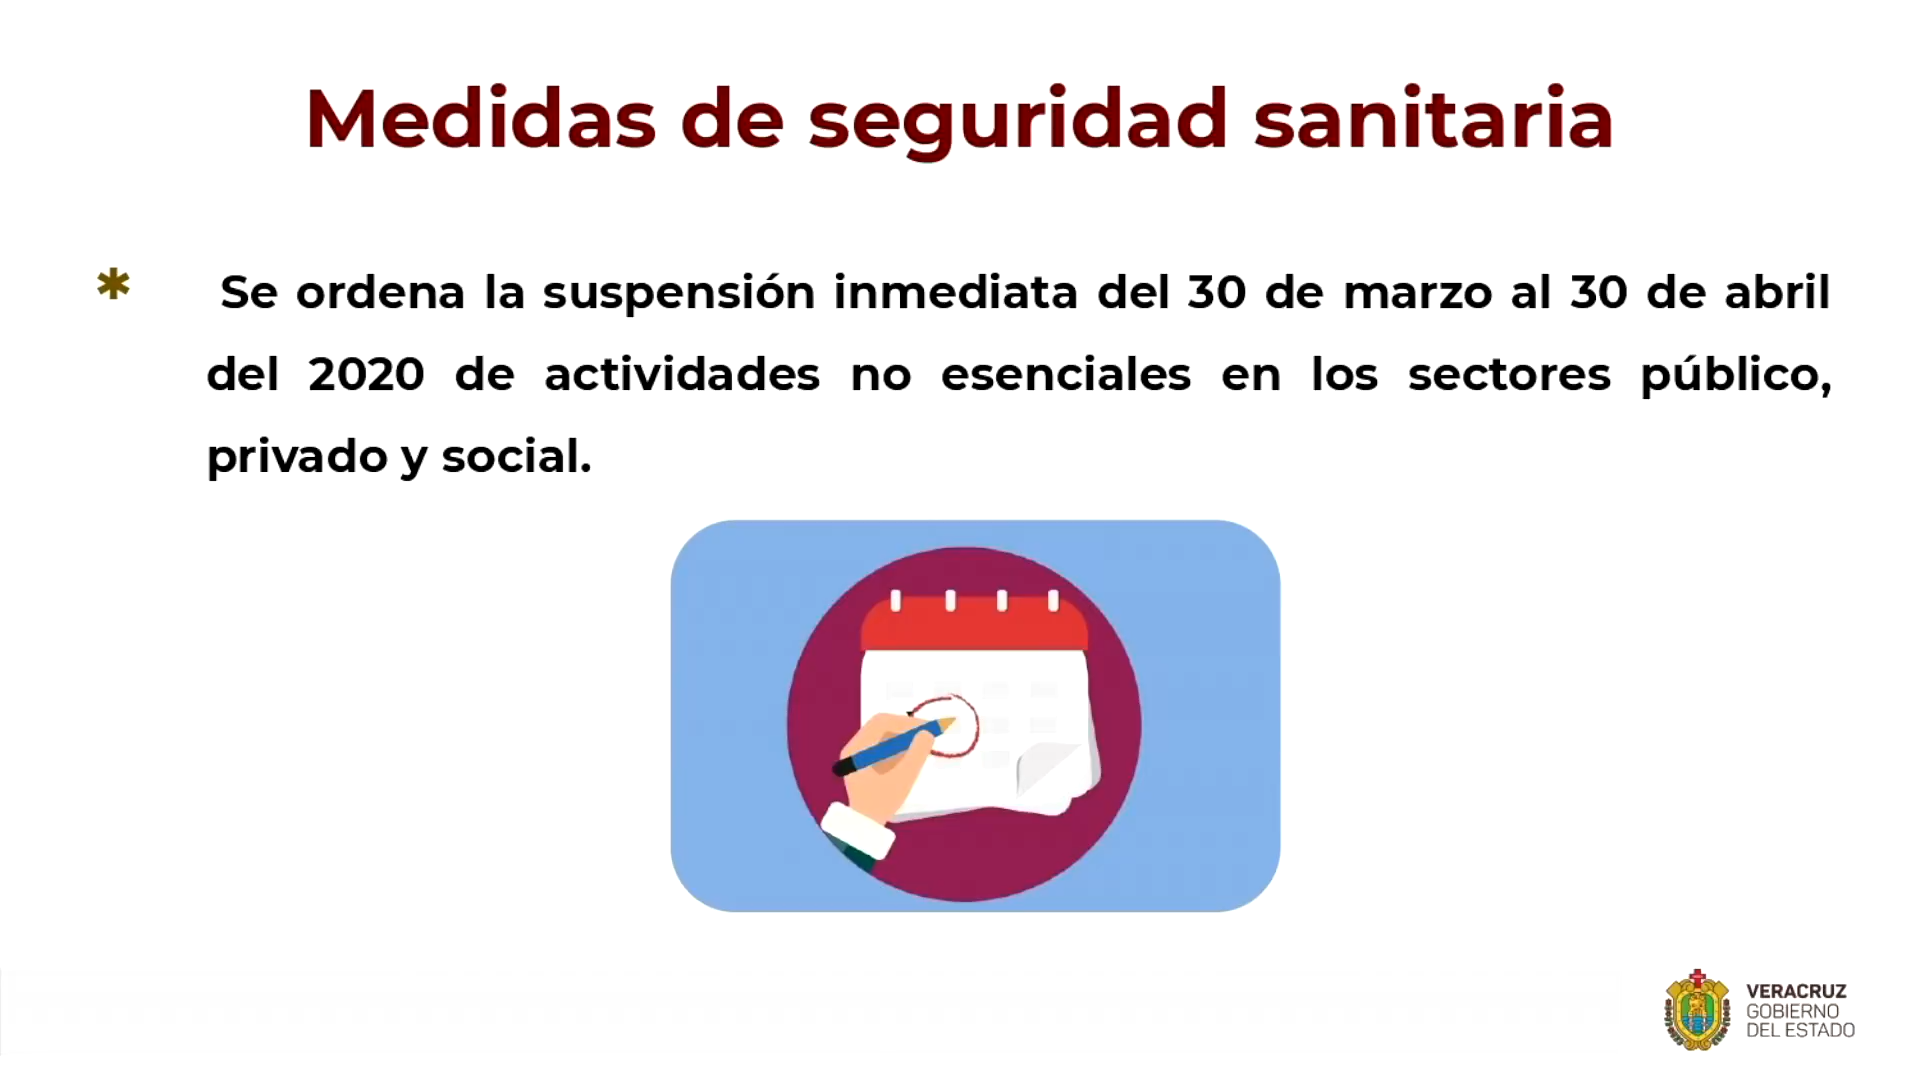 Medidas de seguridad sanitaria
* Se ordena la suspensión inmediata del 30 de marzo al 30 de abril
del 2020 de actividades no esenciales en los sectores público,
privado y social.
VERACRUZ
GOBIERNO
DEL ESTADO